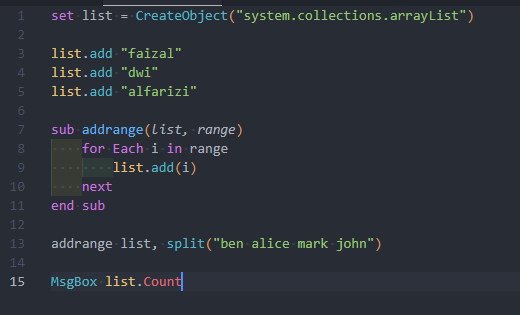 1 set list = CreateObject("system.collections.arrayList")
2
3 list.add "faizal"
4 list.add "dwi"
5 list.add "alfarizi"
6
7 sub addrange(list, range)
8     for Each i in range
9         list.add(i)
10     next
11 end sub
12
13 addrange list, split("ben alice mark john")
14
15 MsgBox list.Count